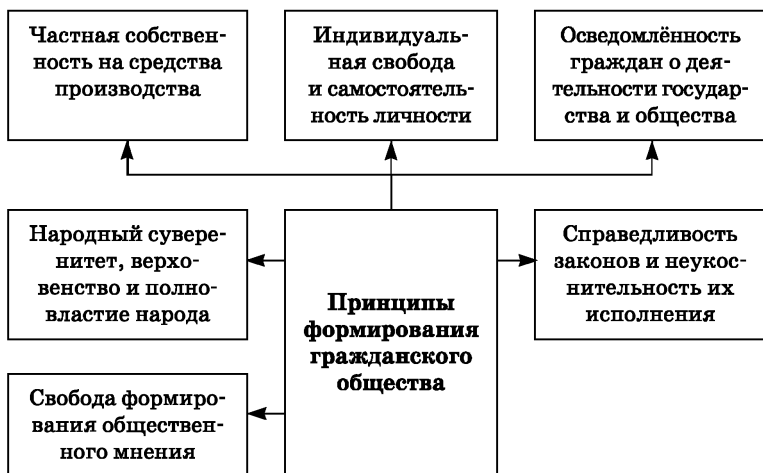 Частная собствен-
ность на средства
производства
Индивидуаль-
ная свобода
и самостоятель-
ность личности
Осведомлённость
граждан о дея-
тельности государ-
ства и общества
Народный сувере-
нитет, верхо-
венство и полно-
властие народа
Принципы
формирования
гражданского
общества
Справедливость
законов и неукос-
нительность их
исполнения
Свобода формиро-
вания обществен-
ного мнения